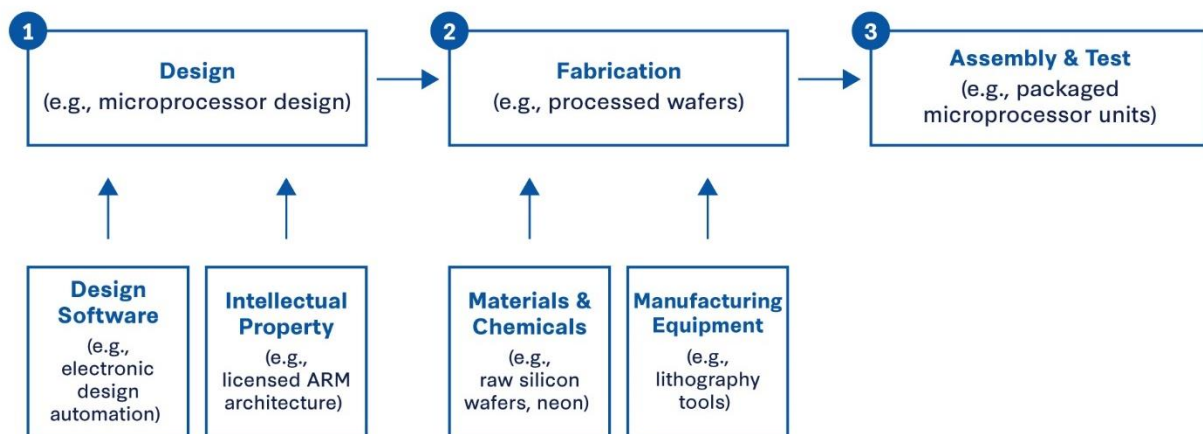 1
Design
(e.g., microprocessor design)
2
Fabrication
(e.g., processed wafers)
3
Assembly & Test
(e.g., packaged
microprocessor units)
Design
Software
(e.g.,
electronic
design
automation)
Intellectual
Property
(e.g.,
licensed ARM
architecture)
Materials &
Chemicals
(e.g.,
raw silicon
wafers, neon)
Manufacturing
Equipment
(e.g.,
lithography
tools)